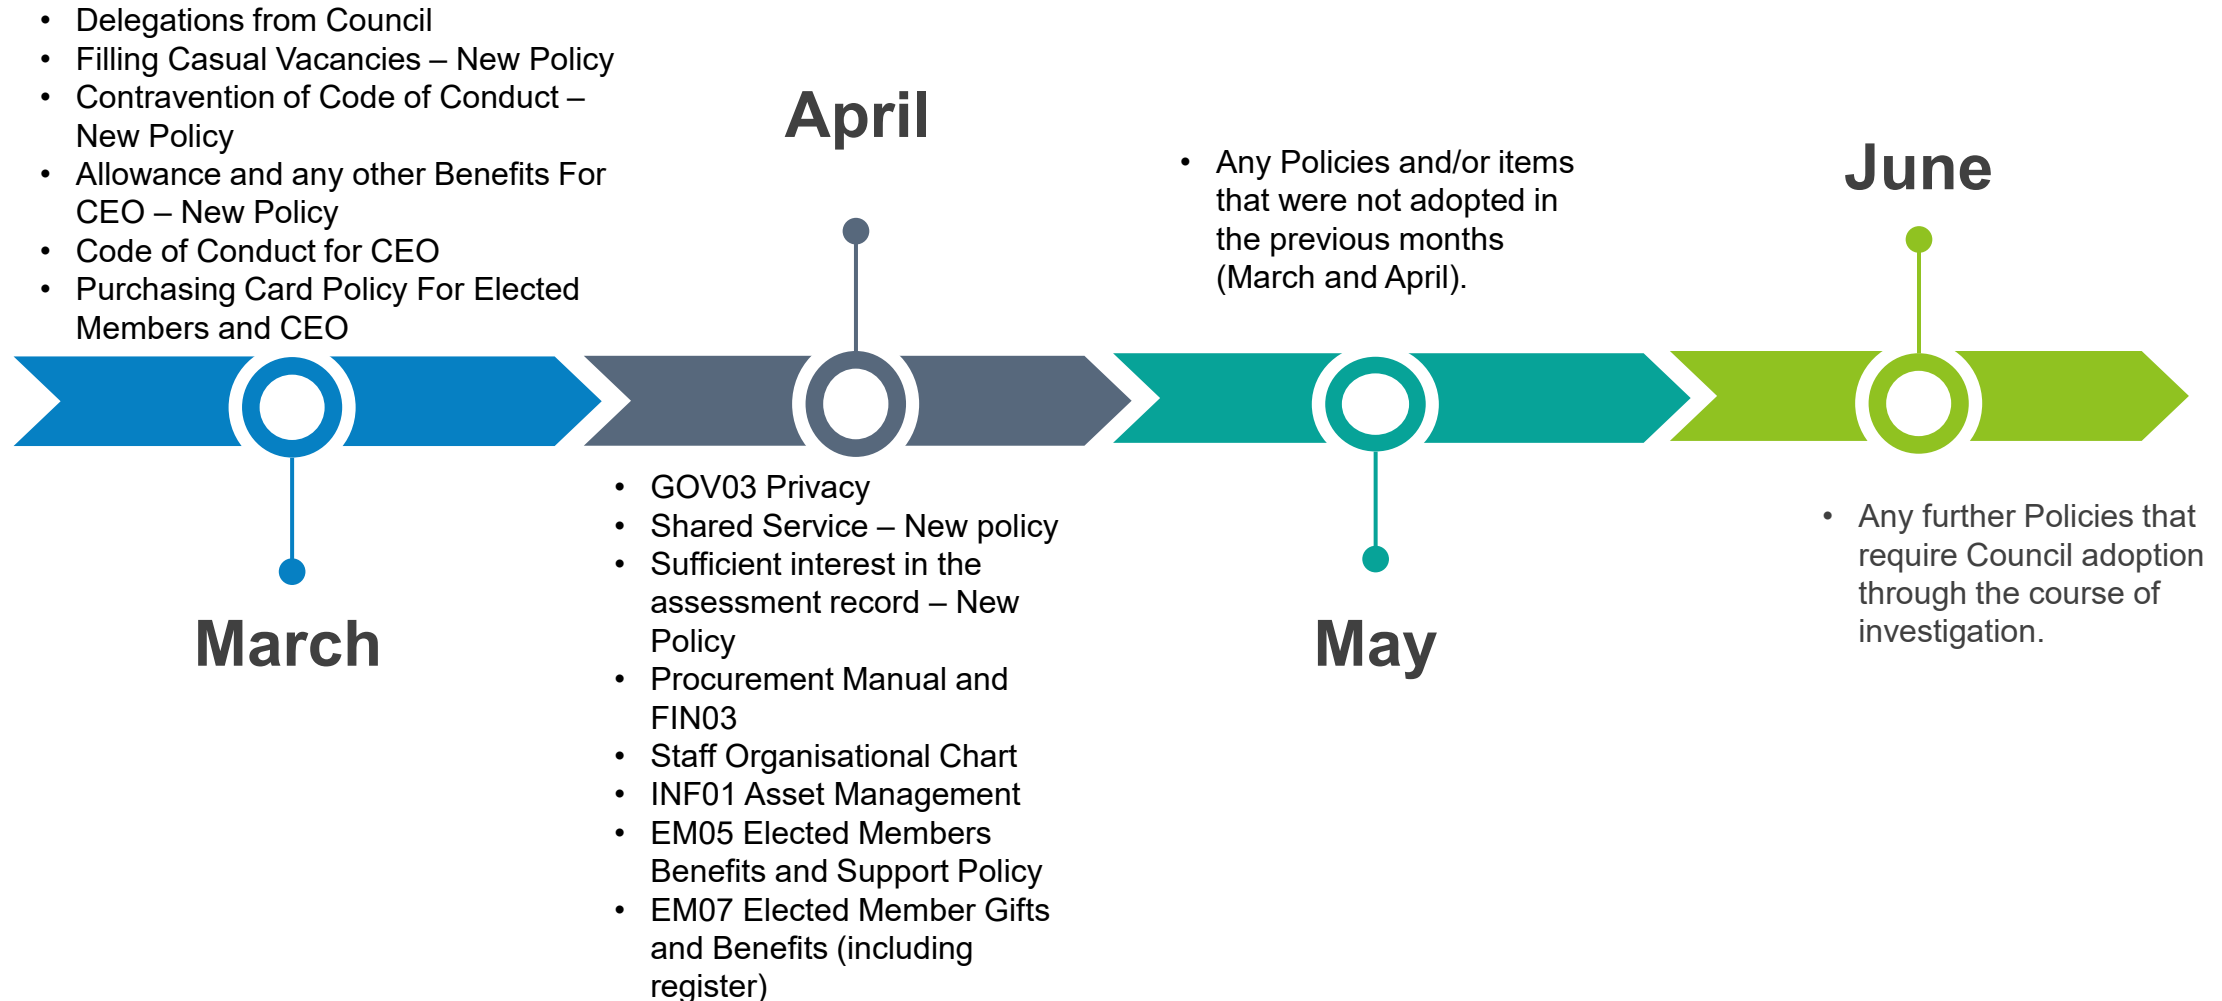 • Delegations from Council
• Filling Casual Vacancies – New Policy
• Contravention of Code of Conduct –
New Policy
• Allowance and any other Benefits For
CEO – New Policy
• Code of Conduct for CEO
• Purchasing Card Policy For Elected
Members and CEO
March
April
• GOV03 Privacy
• Shared Service – New policy
• Sufficient interest in the
assessment record – New
Policy
• Procurement Manual and
FIN03
• Staff Organisational Chart
• INF01 Asset Management
• EM05 Elected Members
Benefits and Support Policy
• EM07 Elected Member Gifts
and Benefits (including
register)
• Any Policies and/or items
that were not adopted in
the previous months
(March and April).
May
June
• Any further Policies that
require Council adoption
through the course of
investigation.